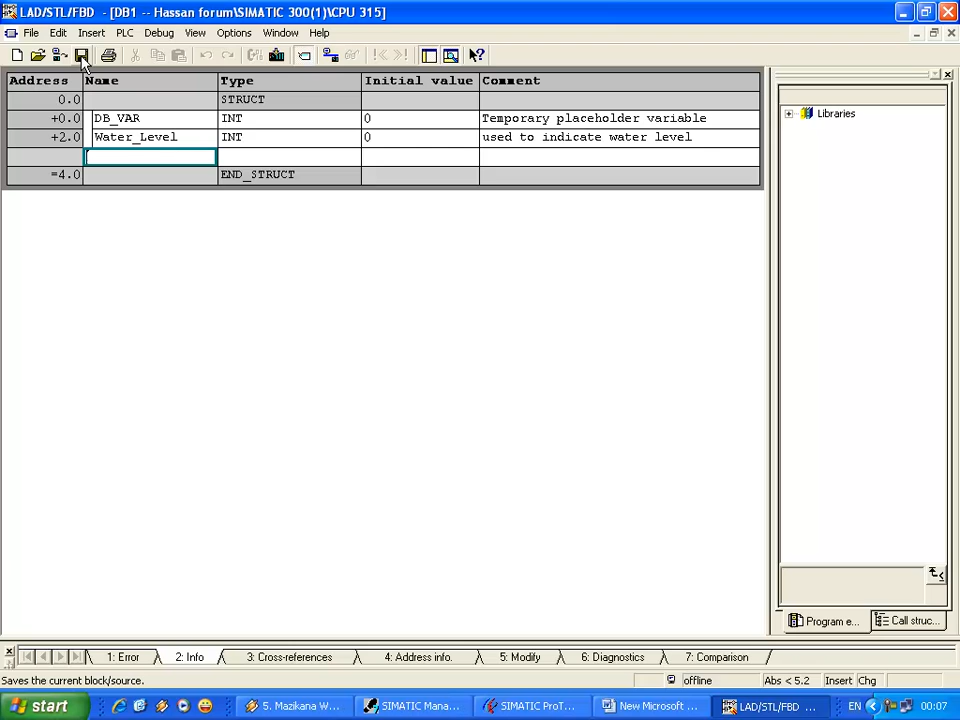 LAD/STL/FBD - [DB1 -- Hassan forum\SIMATIC 300(1)\CPU 315]
File Edit Insert PLC Debug View Options Window Help
Address Name Type Initial value Comment
0.0 STRUCT
+0.0 DB_VAR INT 0 Temporary placeholder variable
+2.0 Water_Level INT 0 used to indicate water level
=4.0 END_STRUCT
Libraries
Program e... Call struc...
1: Error 2: Info 3: Cross-references 4: Address info. 5: Modify 6: Diagnostics 7: Comparison
Saves the current block/source. offline Abs < 5.2 Insert Chg
start 5. Mazikana W... SIMATIC Mana... SIMATIC ProT... New Microsoft ... LAD/STL/FBD ... EN 00:07